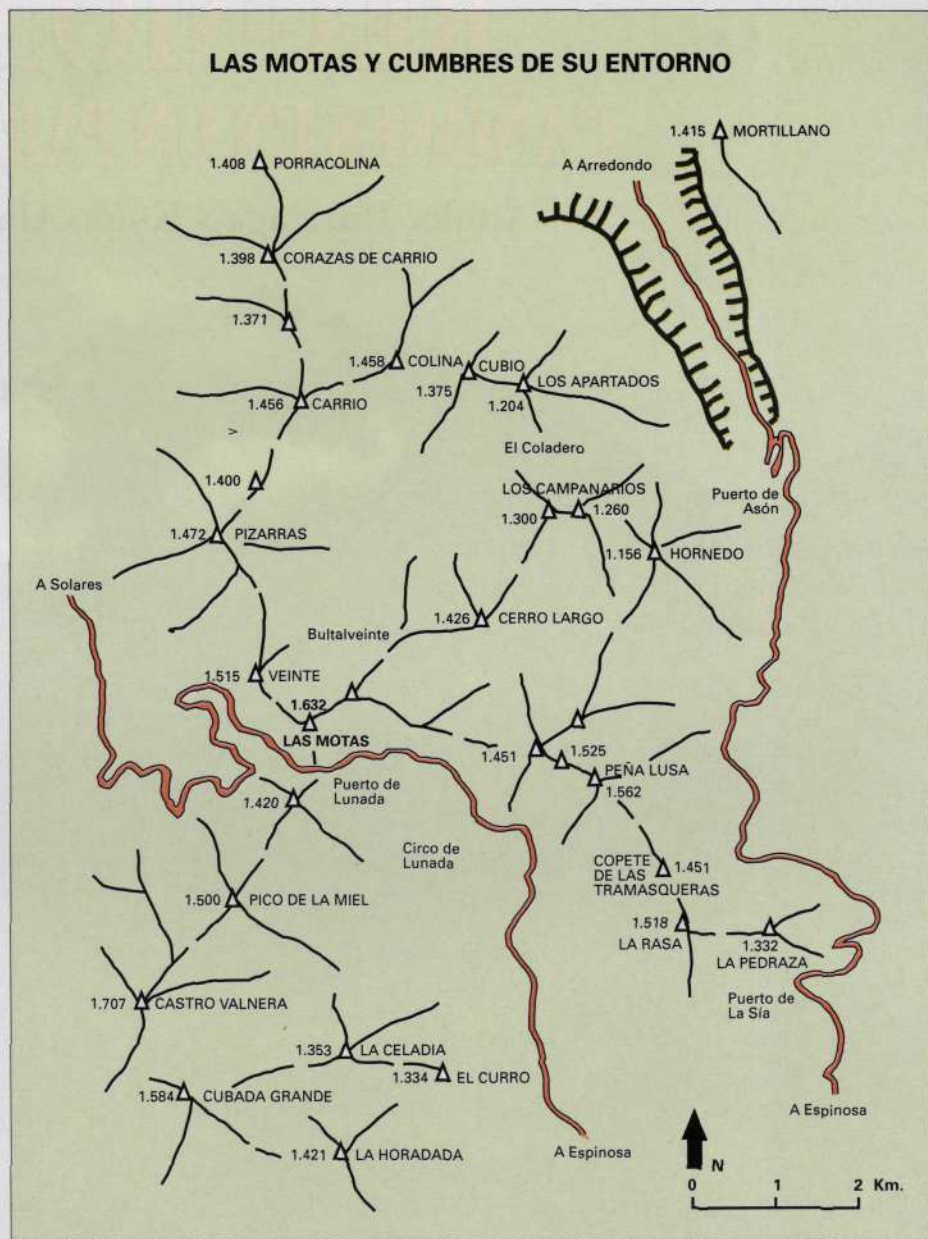 LAS MOTAS Y CUMBRES DE SU ENTORNO
1.415 MORTILLANO
A Arredondo
1.408 PORRACOLINA
1.398 CORAZAS DE CARRIO
1.371
1.458 COLINA
CUBIO
1.375
LOS APARTADOS
1.204
1.456 CARRIO
El Coladero
1.400
LOS CAMPANARIOS
1.300
1.260
Puerto de
Asón
1.472 PIZARRAS
1.156 HORNEDO
A Solares
1.426 CERRO LARGO
Bultalveinte
1.515 VEINTE
1.632
LAS MOTAS
1.451
1.525
PEÑA LUSA
1.562
Puerto de
Lunada
1.420
Circo de
Lunada
COPETE
DE LAS
TRAMASQUERAS
1.451
1.500 PICO DE LA MIEL
1.518
LA RASA
1.332
LA PEDRAZA
1.707 CASTRO VALNERA
Puerto de
La Sía
1.353 LA CELADIA
1.334 EL CURRO
1.584 CUBADA GRANDE
A Espinosa
1.421 LA HORADADA
A Espinosa
N
0 1 2 Km.